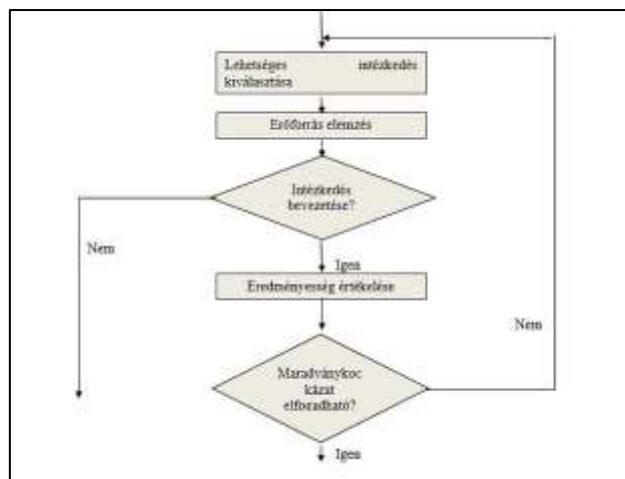 Lehetséges intézkedés
kiválasztása
Erőforrás elemzés
Intézkedés
bevezetése?
Nem
Igen
Eredményesség értékelése
Nem
Maradványkoc
kázat
elfogadható?
Igen